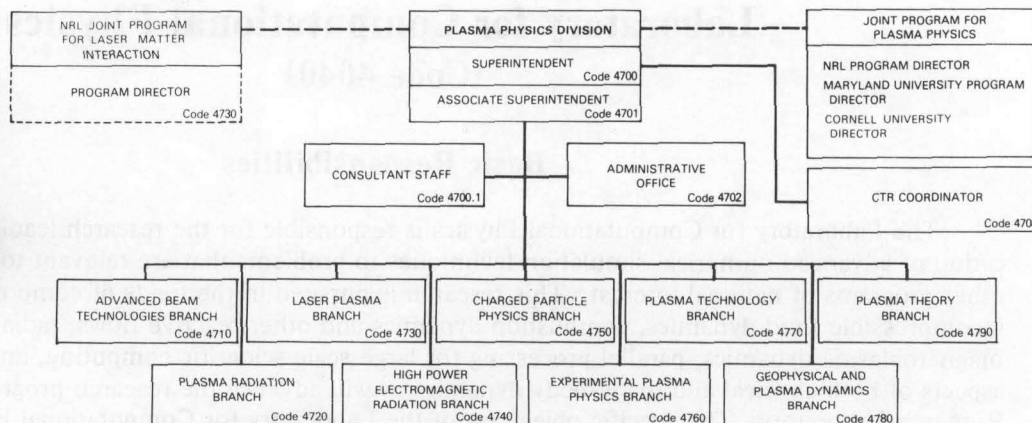 NRL JOINT PROGRAM
FOR LASER MATTER
INTERACTION
PROGRAM DIRECTOR
Code 4730
PLASMA PHYSICS DIVISION
SUPERINTENDENT
Code 4700
ASSOCIATE SUPERINTENDENT
Code 4701
JOINT PROGRAM FOR
PLASMA PHYSICS
NRL PROGRAM DIRECTOR
MARYLAND UNIVERSITY PROGRAM
DIRECTOR
CORNELL UNIVERSITY
DIRECTOR
CONSULTANT STAFF
Code 4700.1
ADMINISTRATIVE
OFFICE
Code 4702
CTR COORDINATOR
ADVANCED BEAM
TECHNOLOGIES BRANCH
Code 4710
LASER PLASMA
BRANCH
Code 4730
CHARGED PARTICLE
PHYSICS BRANCH
Code 4750
PLASMA TECHNOLOGY
BRANCH
Code 4770
PLASMA THEORY
BRANCH
Code 4790
PLASMA RADIATION
BRANCH
Code 4720
HIGH POWER
ELECTROMAGNETIC
RADIATION BRANCH
Code 4740
EXPERIMENTAL PLASMA
PHYSICS BRANCH
Code 4760
GEOPHYSICAL AND
PLASMA DYNAMICS
BRANCH
Code 4780